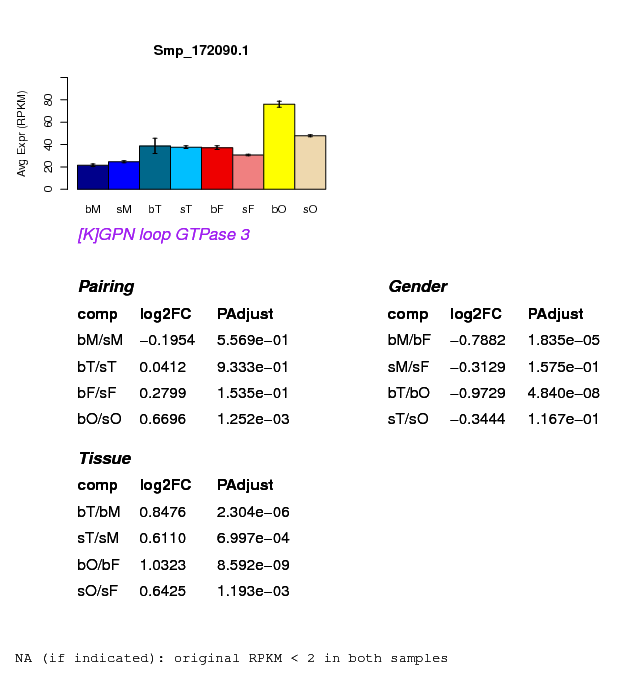 Smp_172090.1
Avg Expr (RPKM)
0 20 40 60 80
bM sM bT sT bF sF bO sO
[K]GPN loop GTPase 3
Pairing Gender
comp log2FC PAdjust comp log2FC PAdjust
bM/sM −0.1954 5.569e−01 bM/bF −0.7882 1.835e−05
bT/sT 0.0412 9.333e−01 sM/sF −0.3129 1.575e−01
bF/sF 0.2799 1.535e−01 bT/bO −0.9729 4.840e−08
bO/sO 0.6696 1.252e−03 sT/sO −0.3444 1.167e−01
Tissue
comp log2FC PAdjust
bT/bM 0.8476 2.304e−06
sT/sM 0.6110 6.997e−04
bO/bF 1.0323 8.592e−09
sO/sF 0.6425 1.193e−03
NA (if indicated): original RPKM < 2 in both samples